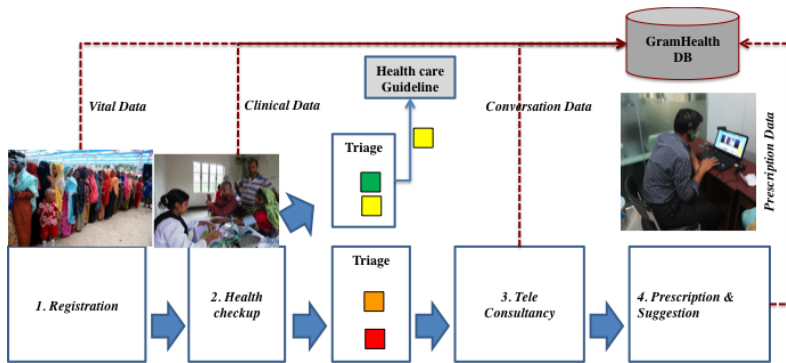 GramHealth
DB
Health care
Guideline
Vital Data
Clinical Data
Conversation Data
Prescription Data
Triage
Triage
1. Registration
2. Health
checkup
3. Tele
Consultancy
4. Prescription &
Suggestion